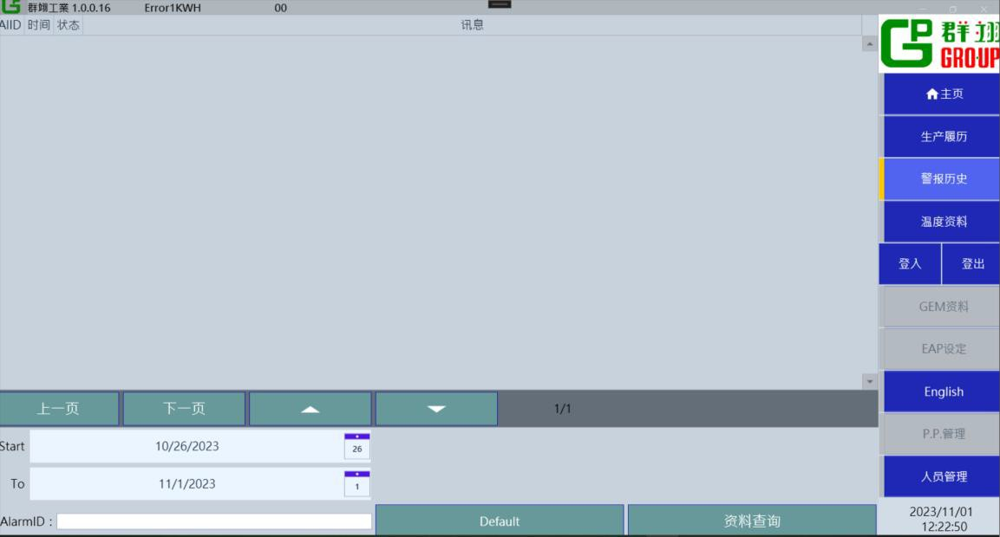 群翊工業 1.0.0.16 Error1KWH 00
AlID 时间 状态 讯息
GP 群翊
GROUP
主页
生产履历
警报历史
温度资料
登入 登出
GEM资料
EAP设定
English
P.P.管理
人员管理
上一页 下一页 1/1
Start 10/26/2023 26
To 11/1/2023 1
AlarmID : Default 资料查询
2023/11/01
12:22:50